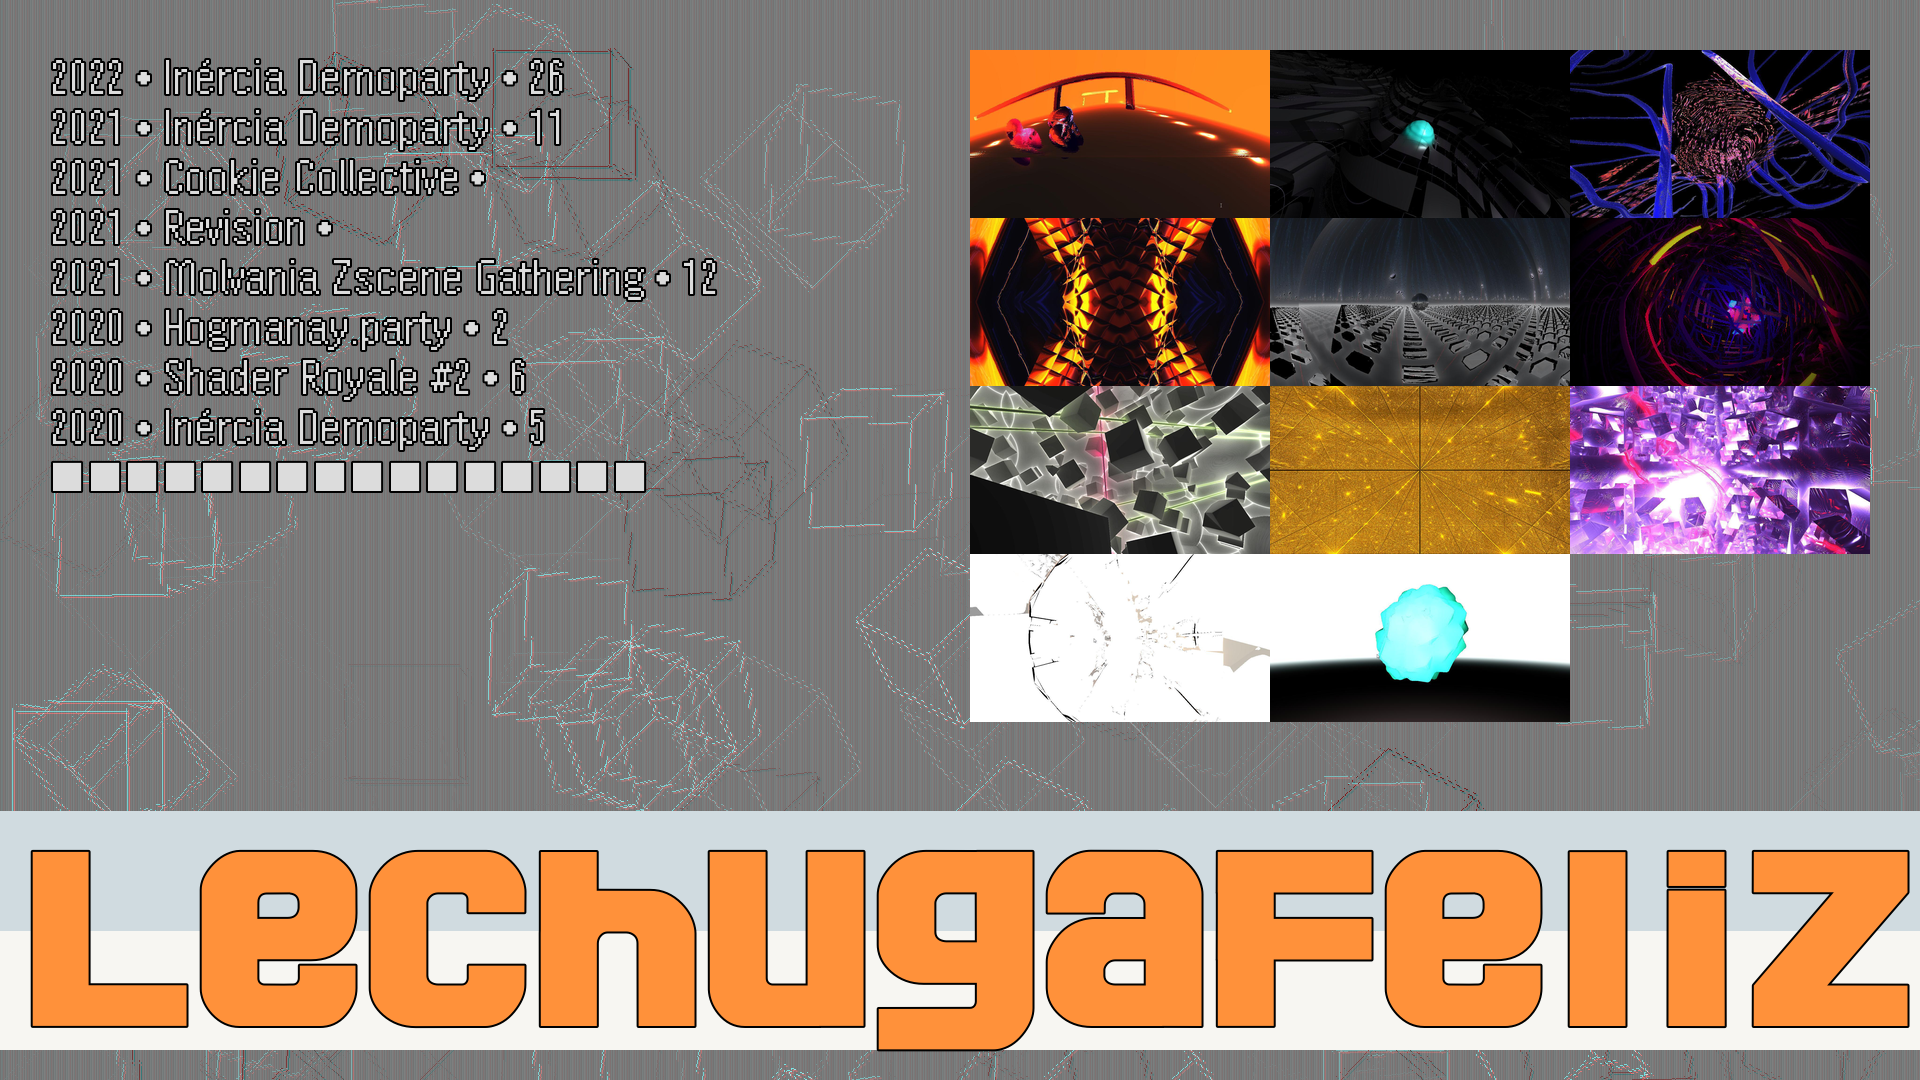 2022 • Inércia Demoparty • 26
2021 • Inércia Demoparty • 11
2021 • Cookie Collective •
2021 • Revision •
2021 • Molvania Zscene Gathering • 12
2020 • Hogmanay.party • 2
2020 • Shader Royale #2 • 6
2020 • Inércia Demoparty • 5
LechugaFeliz